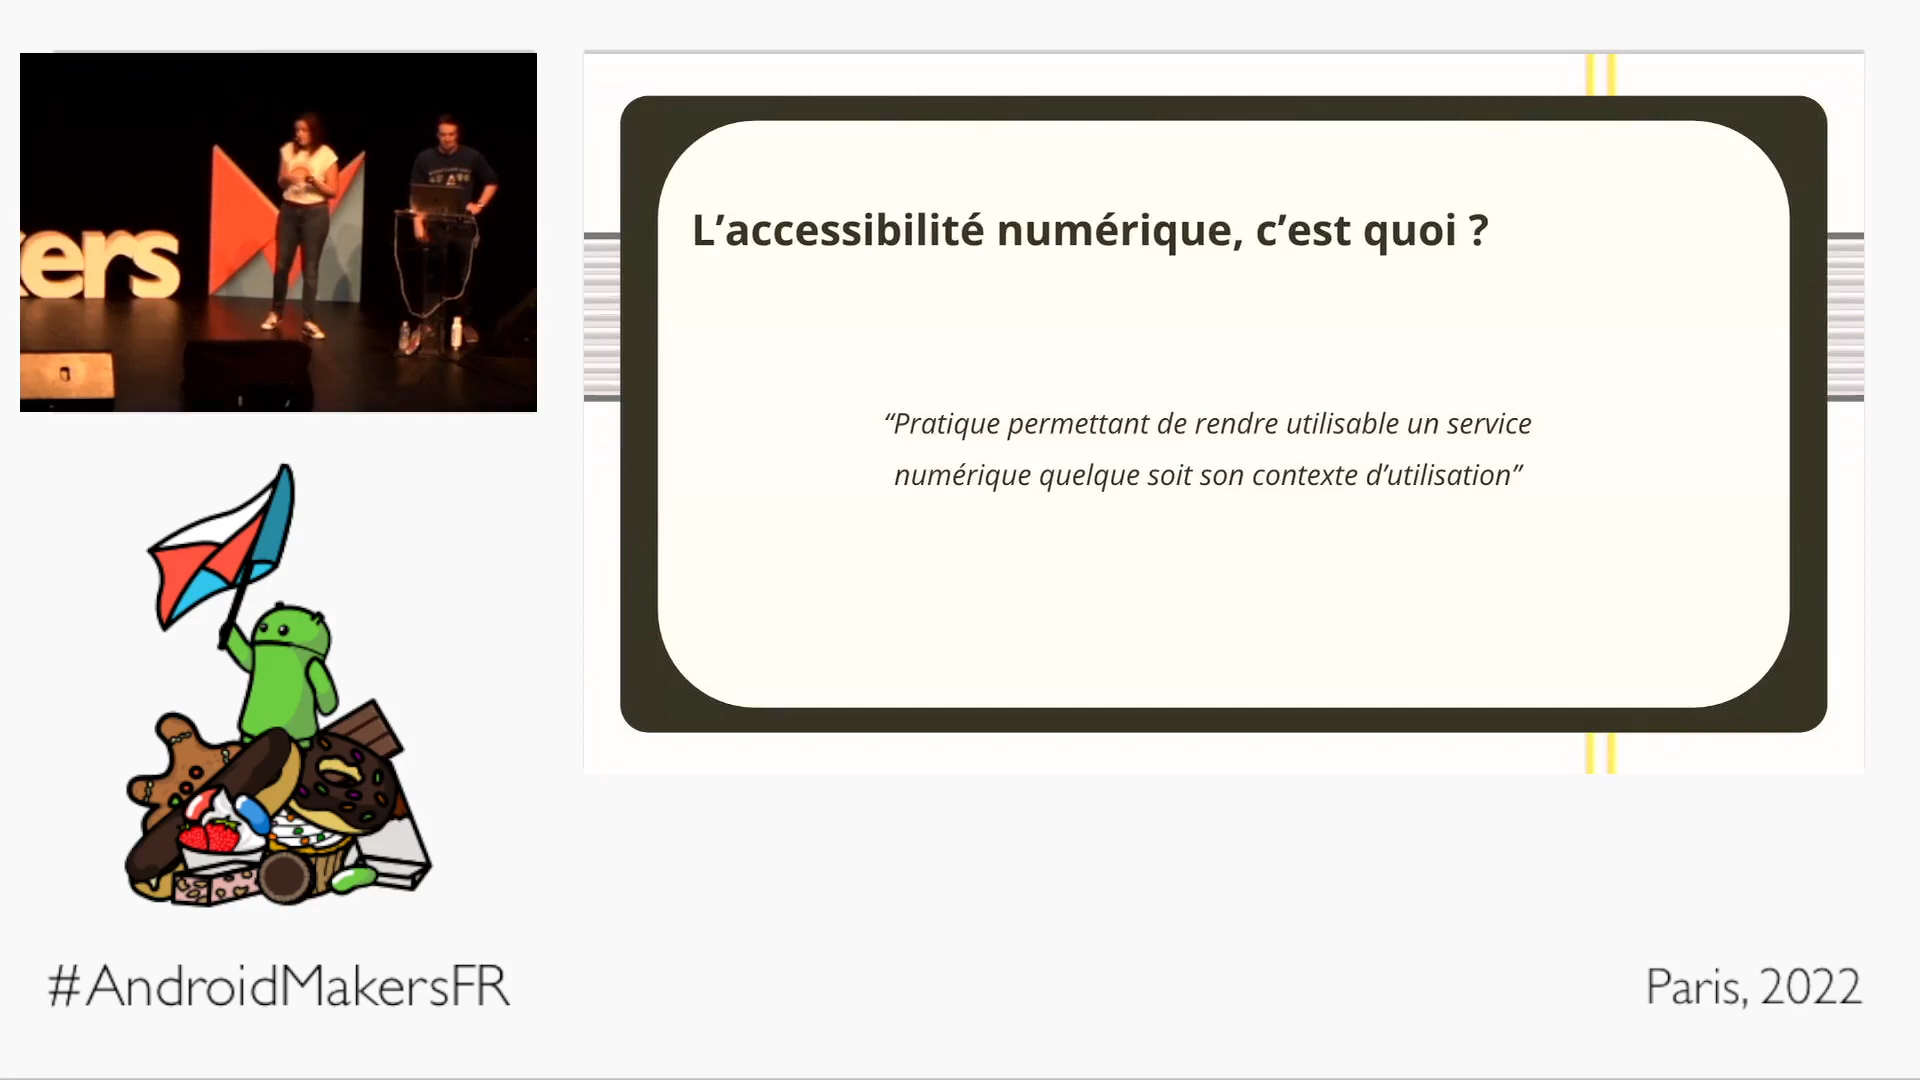 kers
L’accessibilité numérique, c’est quoi ?
“Pratique permettant de rendre utilisable un service
numérique quelque soit son contexte d’utilisation”
#AndroidMakersFR
Paris, 2022